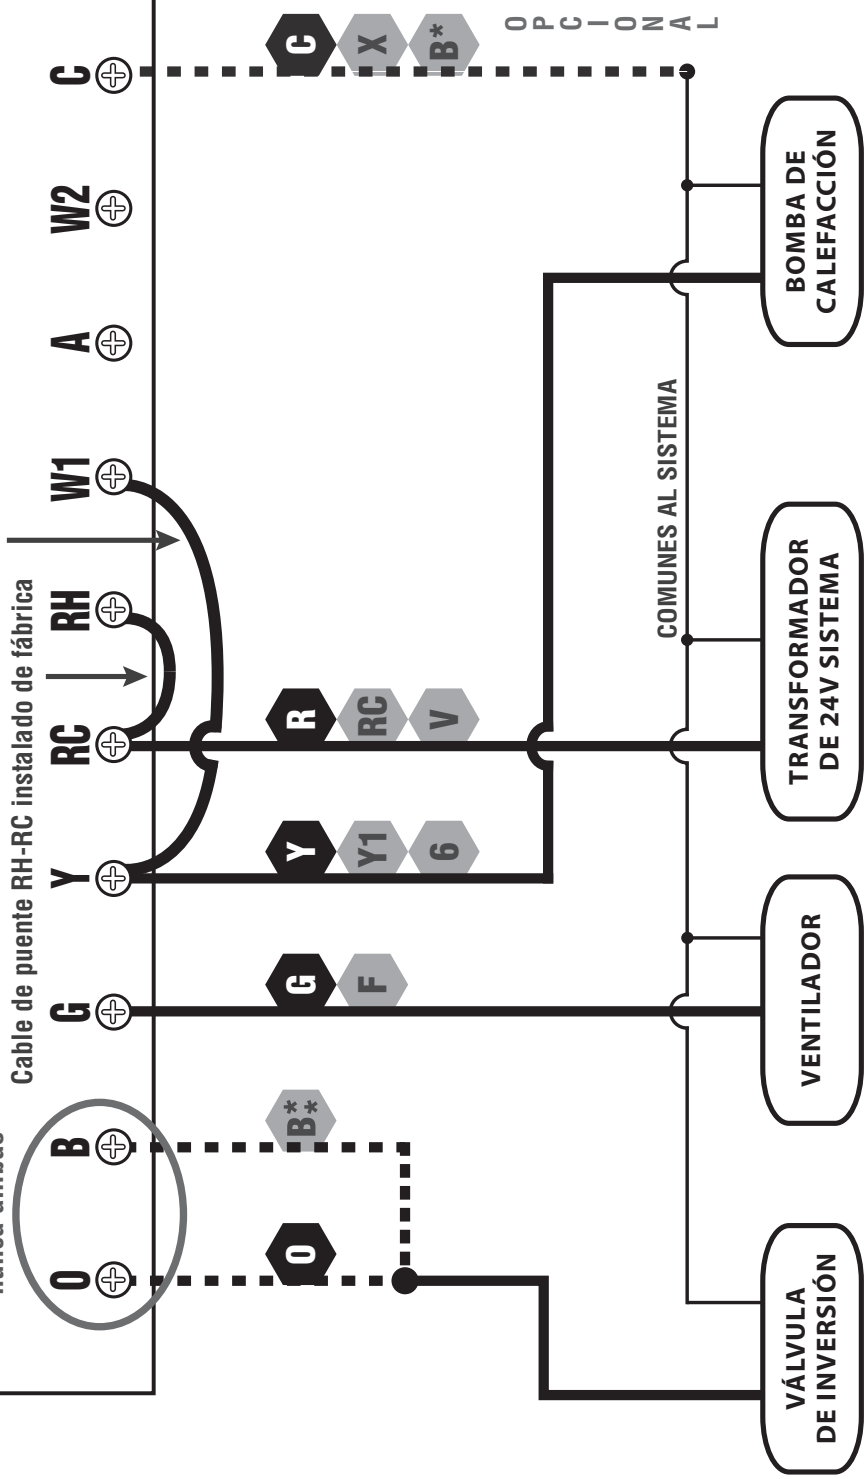 Cable de puente RH-RC instalado de fábrica
O B G Y RC RH W1 A W2 C
O B** G Y R C
F Y1 RC X
6 V B*
OPCIONAL
COMUNES AL SISTEMA
VÁLVULA
DE INVERSIÓN
VENTILADOR
TRANSFORMADOR
DE 24V SISTEMA
BOMBA DE
CALEFACCIÓN